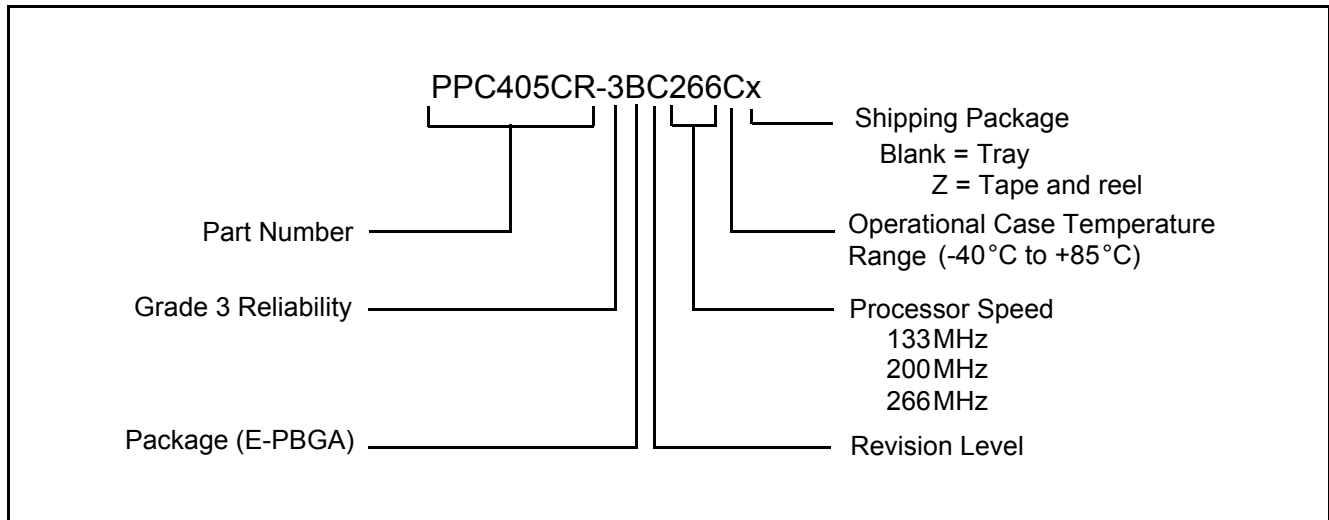 PPC405CR-3BC266Cx
Shipping Package
Blank = Tray
Z = Tape and reel
Part Number
Operational Case Temperature
Range (-40°C to +85°C)
Grade 3 Reliability
Processor Speed
133MHz
200MHz
266MHz
Package (E-PBGA)
Revision Level